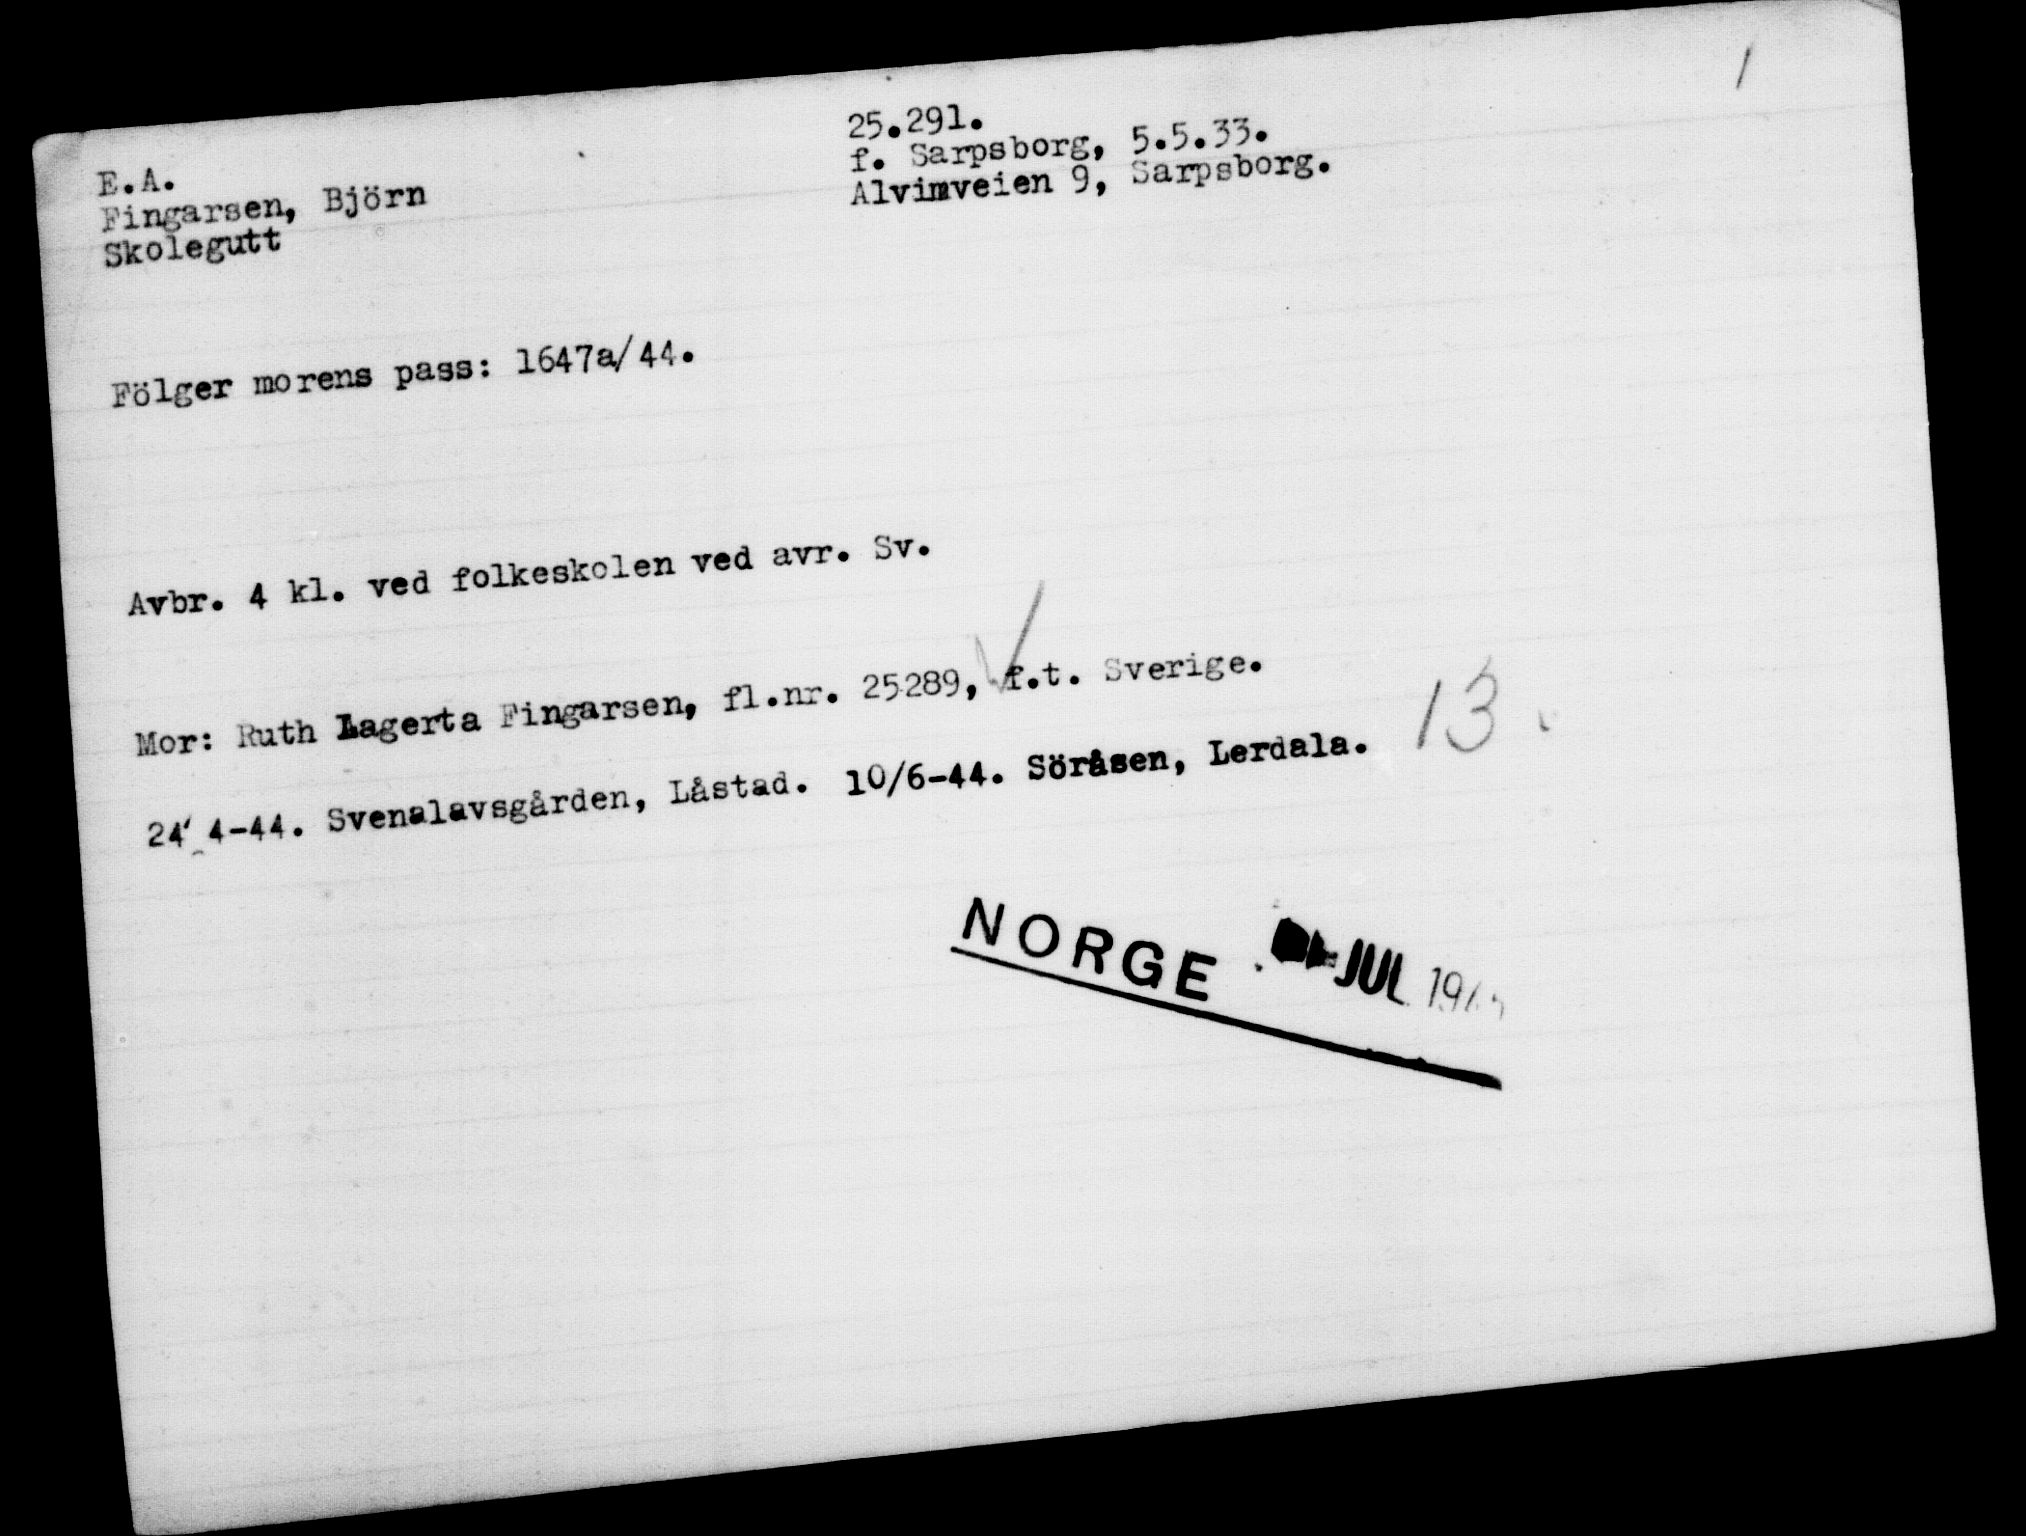 1
E.A.
Fingarsen, Björn
Skolegutt
25.291.
f. Sarpsborg, 5.5.33.
Alvimveien 9, Sarpsborg.
Fölger morens pass: 1647a/44.
Avbr. 4 kl. ved folkeskolen ved avr. Sv.
Mor: Ruth Lagerta Fingarsen, fl.nr. 25289, f.t. Sverige.
13
24/4-44. Svenalavsgården, Låstad. 10/6-44. Söråsen, Lerdala.
NORGE JUL